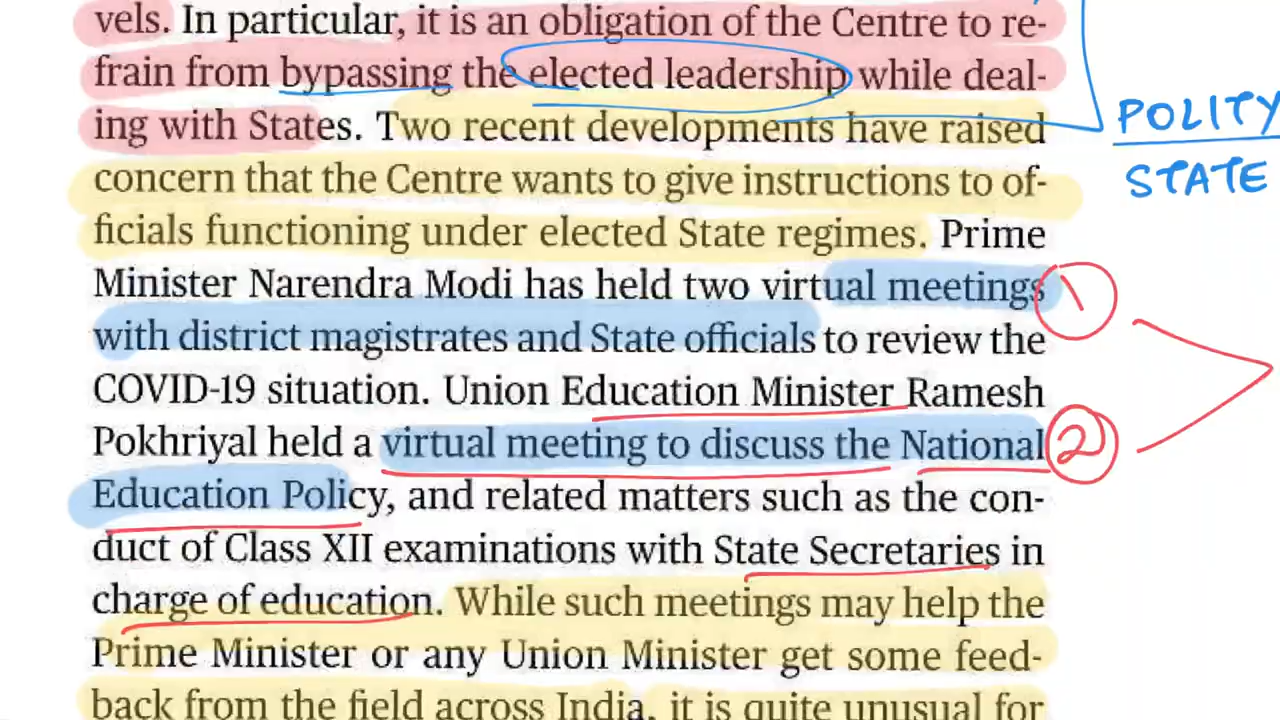 vels. In particular, it is an obligation of the Centre to re-
frain from bypassing the elected leadership while deal-
ing with States. Two recent developments have raised
concern that the Centre wants to give instructions to of-
ficials functioning under elected State regimes. Prime
Minister Narendra Modi has held two virtual meetings
with district magistrates and State officials to review the
COVID-19 situation. Union Education Minister Ramesh
Pokhriyal held a virtual meeting to discuss the National
Education Policy, and related matters such as the con-
duct of Class XII examinations with State Secretaries in
charge of education. While such meetings may help the
Prime Minister or any Union Minister get some feed-
back from the field across India, it is quite unusual for
POLITY
STATE
1
2